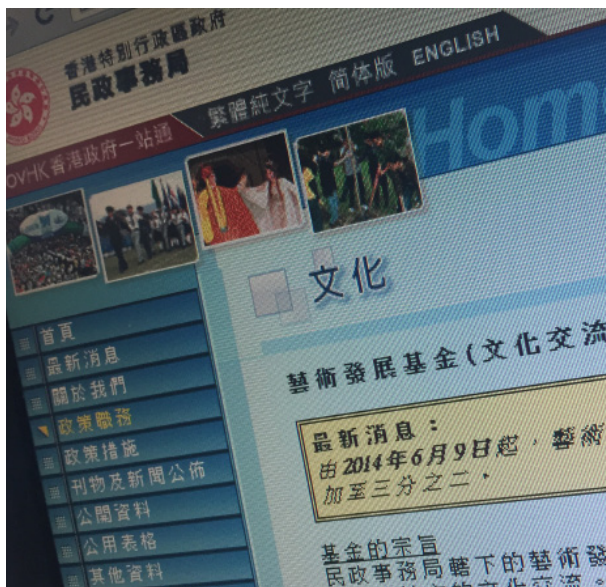 香港特別行政區政府
民政事務局
OVHK 香港政府一站通
繁體純文字 简体版 ENGLISH
Hom
文化
首頁
最新消息
關於我們
政策職務
政策措施
刊物及新聞公佈
公開資料
公用表格
其他資料
藝術發展基金(文化交流
最新消息：
由2014年6月9日起，藝術
加至三分之二，
基金的宗旨
民政事務局轄下的藝術發